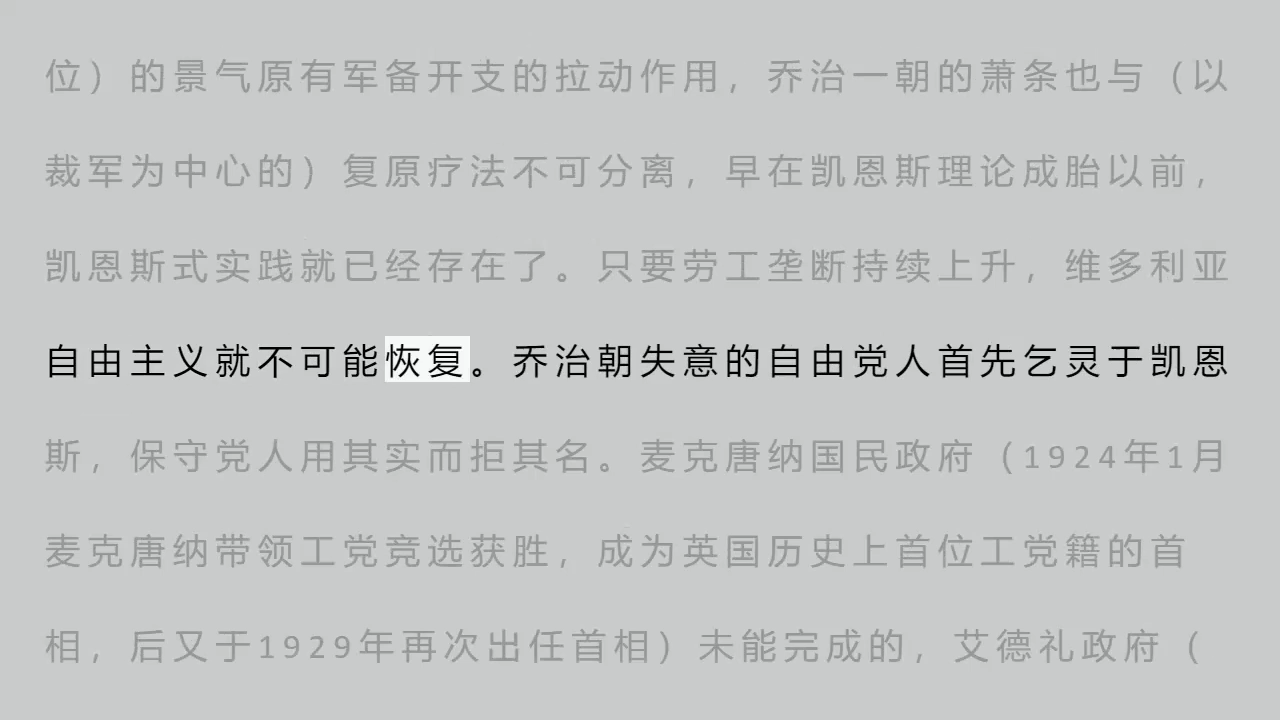 位）的景气原有军备开支的拉动作用，乔治一朝的萧条也与（以
裁军为中心的）复原疗法不可分离，早在凯恩斯理论成胎以前，
凯恩斯式实践就已经存在了。只要劳工垄断持续上升，维多利亚
自由主义就不可能恢复。乔治朝失意的自由党人首先乞灵于凯恩
斯，保守党人用其实而拒其名。麦克唐纳国民政府（1924年1月
麦克唐纳带领工党竞选获胜，成为英国历史上首位工党籍的首
相，后又于1929年再次出任首相）未能完成的，艾德礼政府（